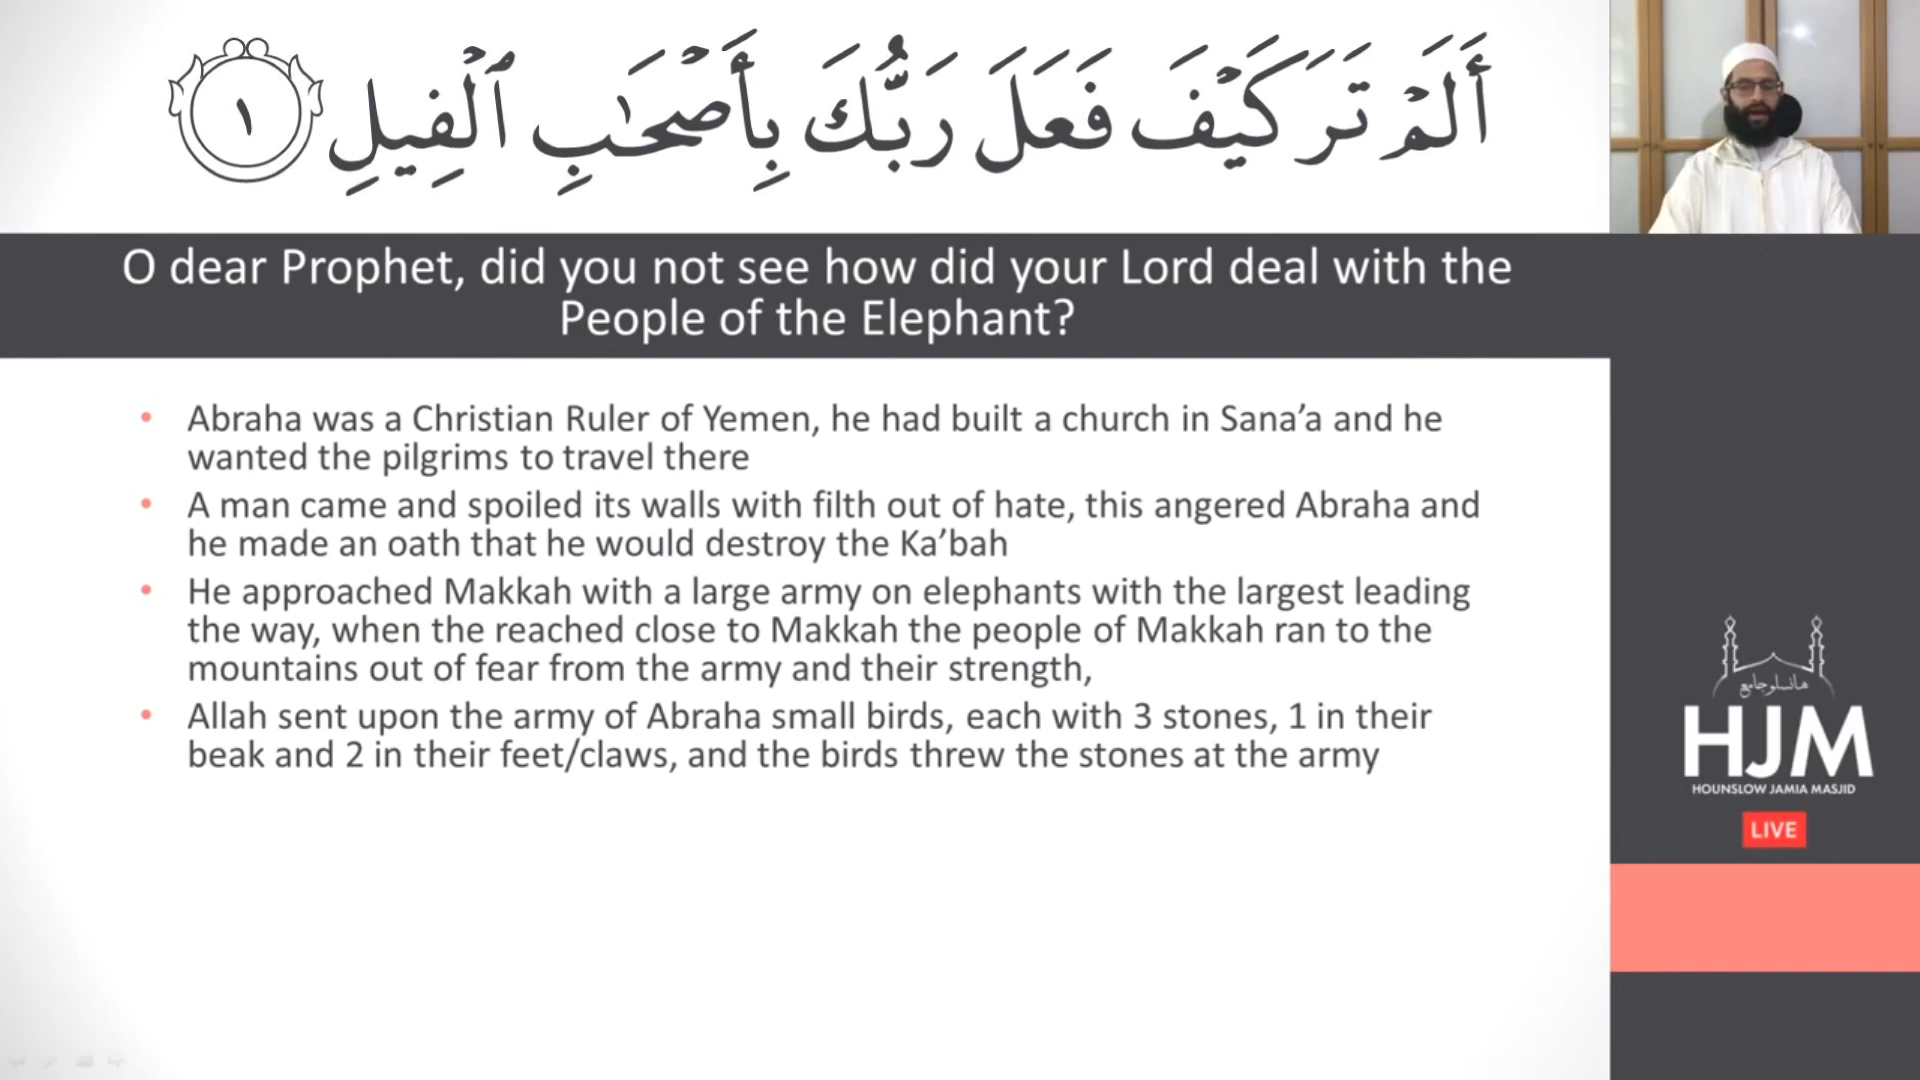 أَلَمْ تَرَ كَيْفَ فَعَلَ رَبُّكَ بِأَصْحَٰبِ ٱلْفِيلِ ١
O dear Prophet, did you not see how did your Lord deal with the
People of the Elephant?
• Abraha was a Christian Ruler of Yemen, he had built a church in Sana’a and he
wanted the pilgrims to travel there
• A man came and spoiled its walls with filth out of hate, this angered Abraha and
he made an oath that he would destroy the Ka’bah
• He approached Makkah with a large army on elephants with the largest leading
the way, when the reached close to Makkah the people of Makkah ran to the
mountains out of fear from the army and their strength,
• Allah sent upon the army of Abraha small birds, each with 3 stones, 1 in their
beak and 2 in their feet/claws, and the birds threw the stones at the army
هانسلو جامع
HJM
HOUNSLOW JAMIA MASJID
LIVE